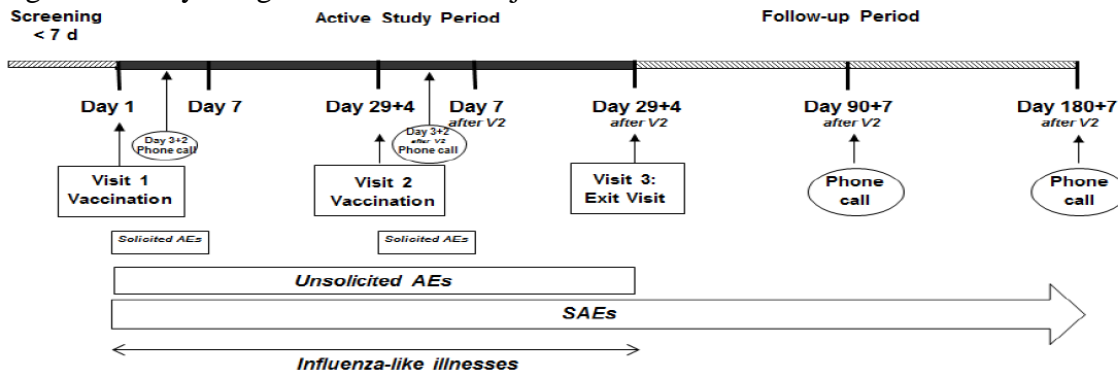 Screening
< 7 d
Active Study Period
Follow-up Period
Day 1
Day 7
Day 29+4
Day 7
after V2
Day 29+4
after V2
Day 90+7
after V2
Day 180+7
after V2
Day 3+2
Phone call
Day 3+2
after V2
Phone call
Visit 1
Vaccination
Visit 2
Vaccination
Visit 3:
Exit Visit
Phone
call
Phone
call
Solicited AEs
Solicited AEs
Unsolicited AEs
SAEs
Influenza-like illnesses